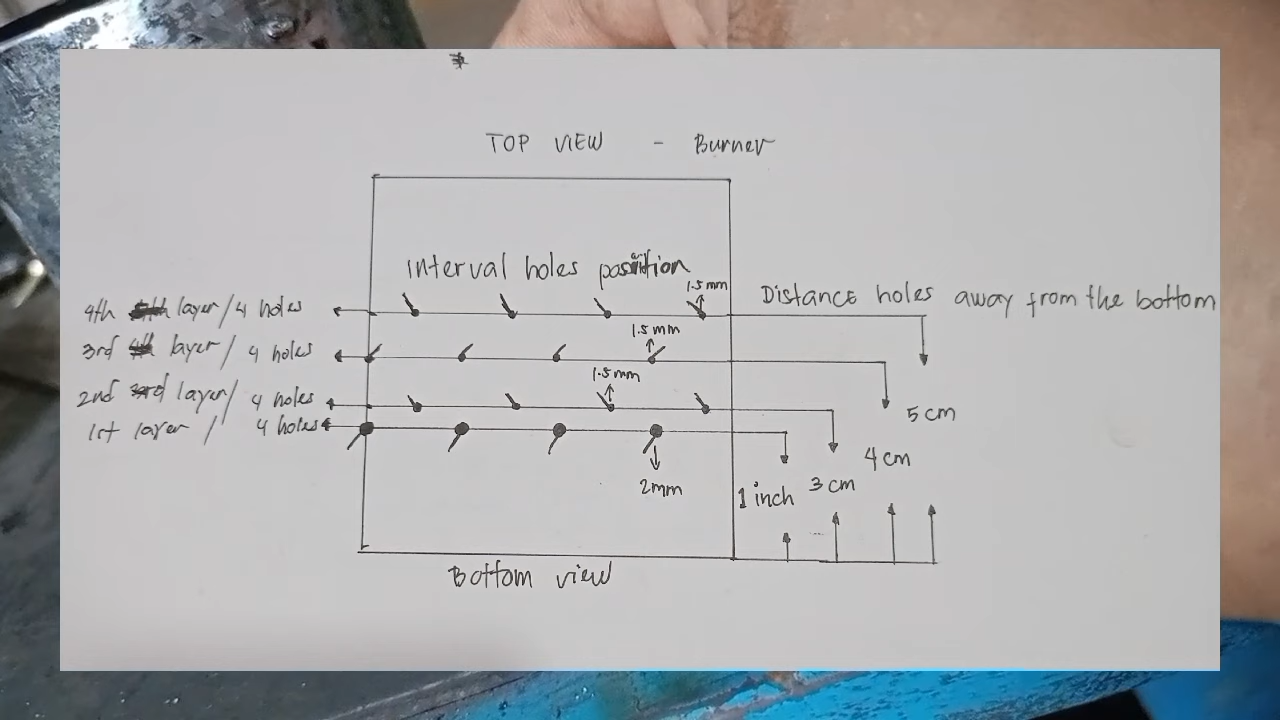 TOP VIEW - Burner
Interval holes position
1.5 mm
4th layer / 4 holes
Distance holes away from the bottom
1.5 mm
3rd layer / 4 holes
1.5 mm
2nd layer / 4 holes
5 cm
1st layer / 4 holes
4 cm
3 cm
2mm
1 inch
Bottom view